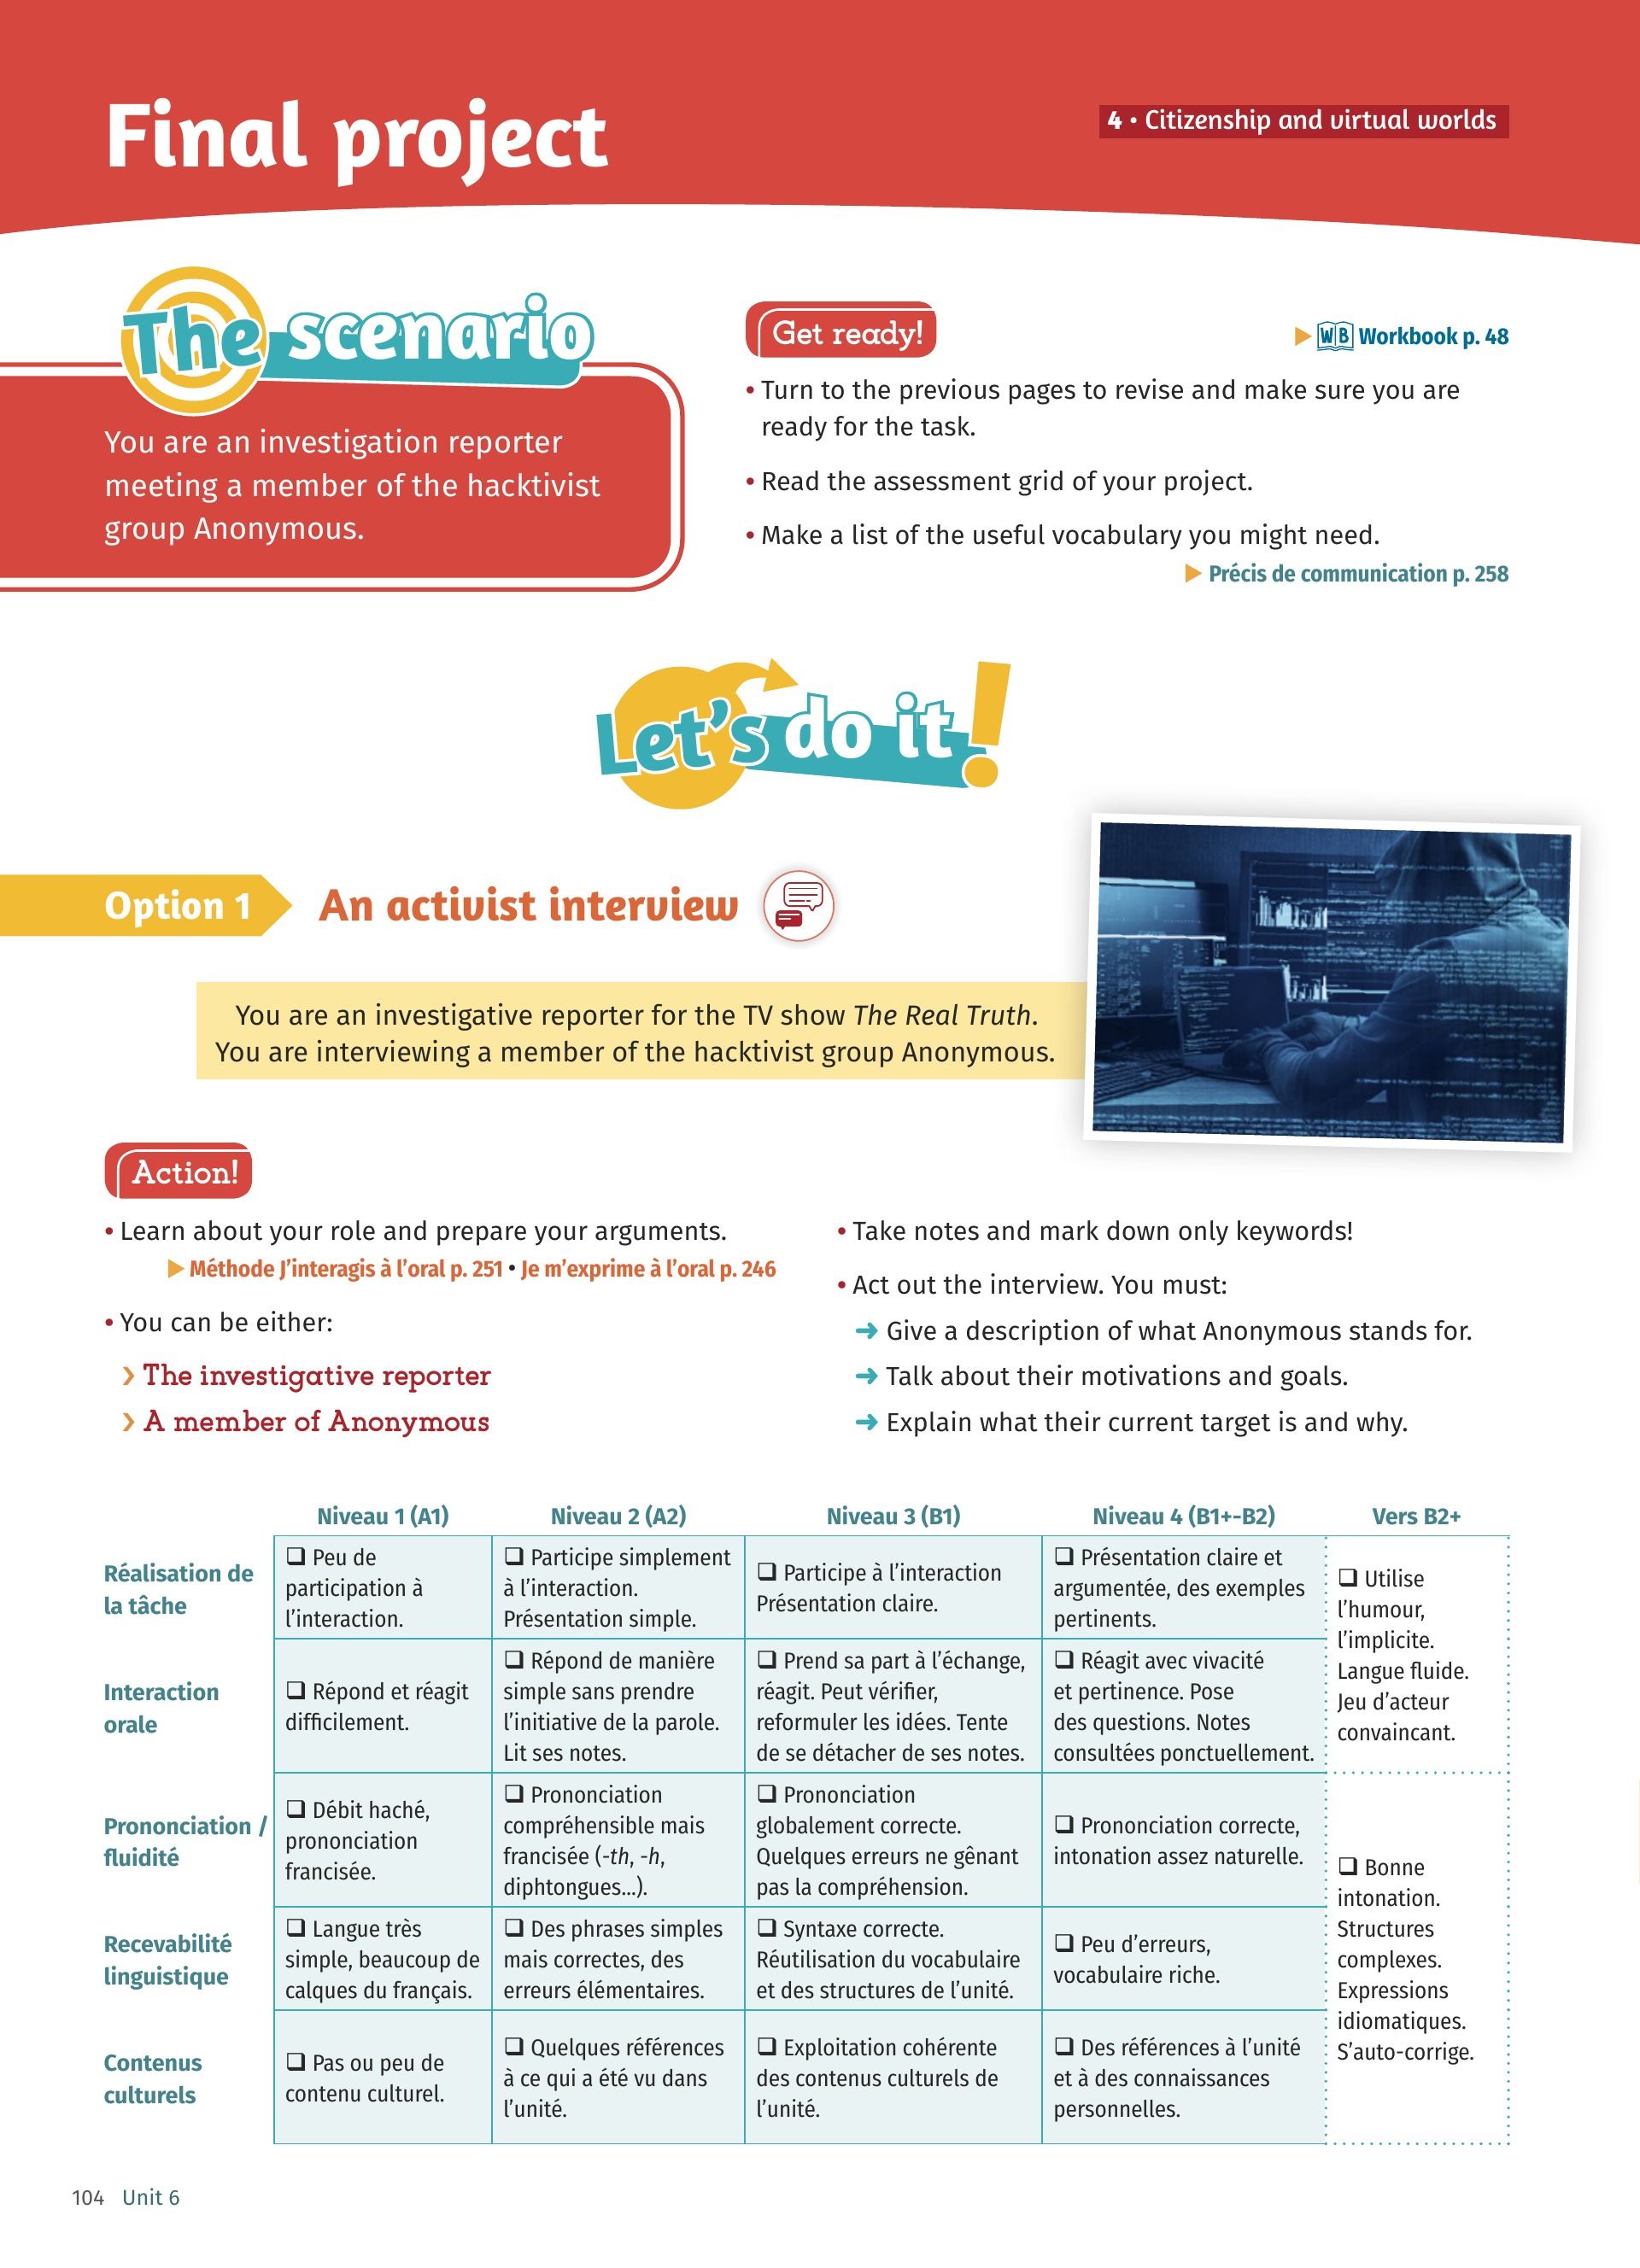 Final project
4 • Citizenship and virtual worlds
The scenario
You are an investigation reporter
meeting a member of the hacktivist
group Anonymous.
Get ready!
▶ WB Workbook p. 48
• Turn to the previous pages to revise and make sure you are
ready for the task.
• Read the assessment grid of your project.
• Make a list of the useful vocabulary you might need.
▶ Précis de communication p. 258
Let's do it!
Option 1
An activist interview
You are an investigative reporter for the TV show The Real Truth.
You are interviewing a member of the hacktivist group Anonymous.
Action!
• Learn about your role and prepare your arguments.
▶ Méthode J'interagis à l'oral p. 251 • Je m'exprime à l'oral p. 246
• You can be either:
› The investigative reporter
› A member of Anonymous
• Take notes and mark down only keywords!
• Act out the interview. You must:
➜ Give a description of what Anonymous stands for.
➜ Talk about their motivations and goals.
➜ Explain what their current target is and why.
Niveau 1 (A1)
Niveau 2 (A2)
Niveau 3 (B1)
Niveau 4 (B1+-B2)
Vers B2+
Réalisation de
la tâche
❑ Peu de
participation à
l'interaction.
❑ Participe simplement
à l'interaction.
Présentation simple.
❑ Participe à l'interaction
Présentation claire.
❑ Présentation claire et
argumentée, des exemples
pertinents.
❑ Utilise
l'humour,
l'implicite.
Langue fluide.
Jeu d'acteur
convaincant.
Interaction
orale
❑ Répond et réagit
difficilement.
❑ Répond de manière
simple sans prendre
l'initiative de la parole.
Lit ses notes.
❑ Prend sa part à l'échange,
réagit. Peut vérifier,
reformuler les idées. Tente
de se détacher de ses notes.
❑ Réagit avec vivacité
et pertinence. Pose
des questions. Notes
consultées ponctuellement.
Prononciation /
fluidité
❑ Débit haché,
prononciation
francisée.
❑ Prononciation
compréhensible mais
francisée (-th, -h,
diphtongues...).
❑ Prononciation
globalement correcte.
Quelques erreurs ne gênant
pas la compréhension.
❑ Prononciation correcte,
intonation assez naturelle.
❑ Bonne
intonation.
Structures
complexes.
Expressions
idiomatiques.
S'auto-corrige.
Recevabilité
linguistique
❑ Langue très
simple, beaucoup de
calques du français.
❑ Des phrases simples
mais correctes, des
erreurs élémentaires.
❑ Syntaxe correcte.
Réutilisation du vocabulaire
et des structures de l'unité.
❑ Peu d'erreurs,
vocabulaire riche.
Contenus
culturels
❑ Pas ou peu de
contenu culturel.
❑ Quelques références
à ce qui a été vu dans
l'unité.
❑ Exploitation cohérente
des contenus culturels de
l'unité.
❑ Des références à l'unité
et à des connaissances
personnelles.
104 Unit 6